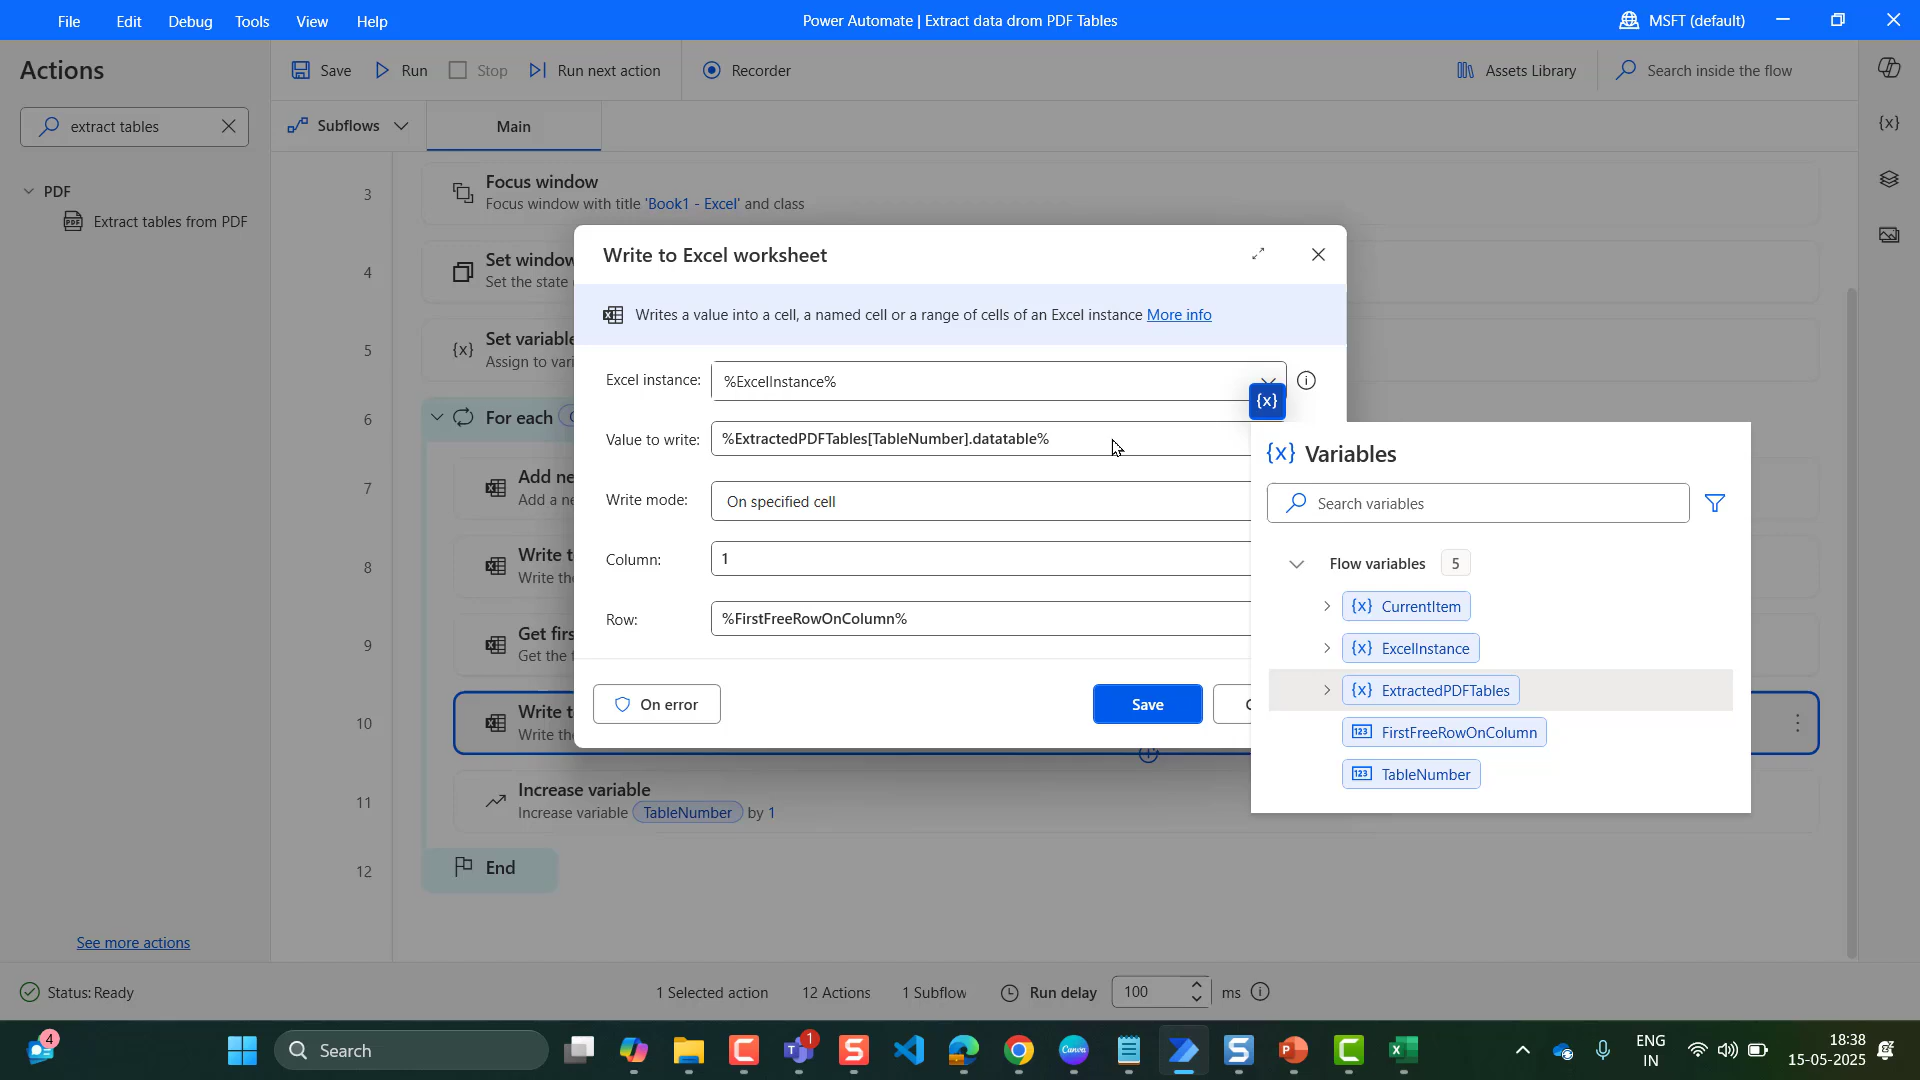 File Edit Debug Tools View Help
Power Automate | Extract data drom PDF Tables
MSFT (default)
Actions
extract tables
PDF
PDF
Extract tables from PDF
See more actions
Save Run Stop Run next action Recorder
Assets Library Search inside the flow
Subflows
Main
3
Focus window
Focus window with title 'Book1 - Excel' and class
4
Set window
Set the state
5
{x}
Set variable
Assign to vari
6
For each
7
Add ne
Add a ne
8
Write t
Write the
9
Get firs
Get the
10
Write t
Write the
11
Increase variable
Increase variable TableNumber by 1
12
End
Write to Excel worksheet
Writes a value into a cell, a named cell or a range of cells of an Excel instance More info
Excel instance: %ExcelInstance%
{x}
Value to write: %ExtractedPDFTables[TableNumber].datatable%
Write mode: On specified cell
Column: 1
Row: %FirstFreeRowOnColumn%
On error
Save
{x} Variables
Search variables
Flow variables 5
{x} CurrentItem
{x} ExcelInstance
{x} ExtractedPDFTables
123 FirstFreeRowOnColumn
123 TableNumber
{x}
Status: Ready
1 Selected action 12 Actions 1 Subflow Run delay 100 ms
4
Search
1
Canva
ENG
IN
18:38
15-05-2025